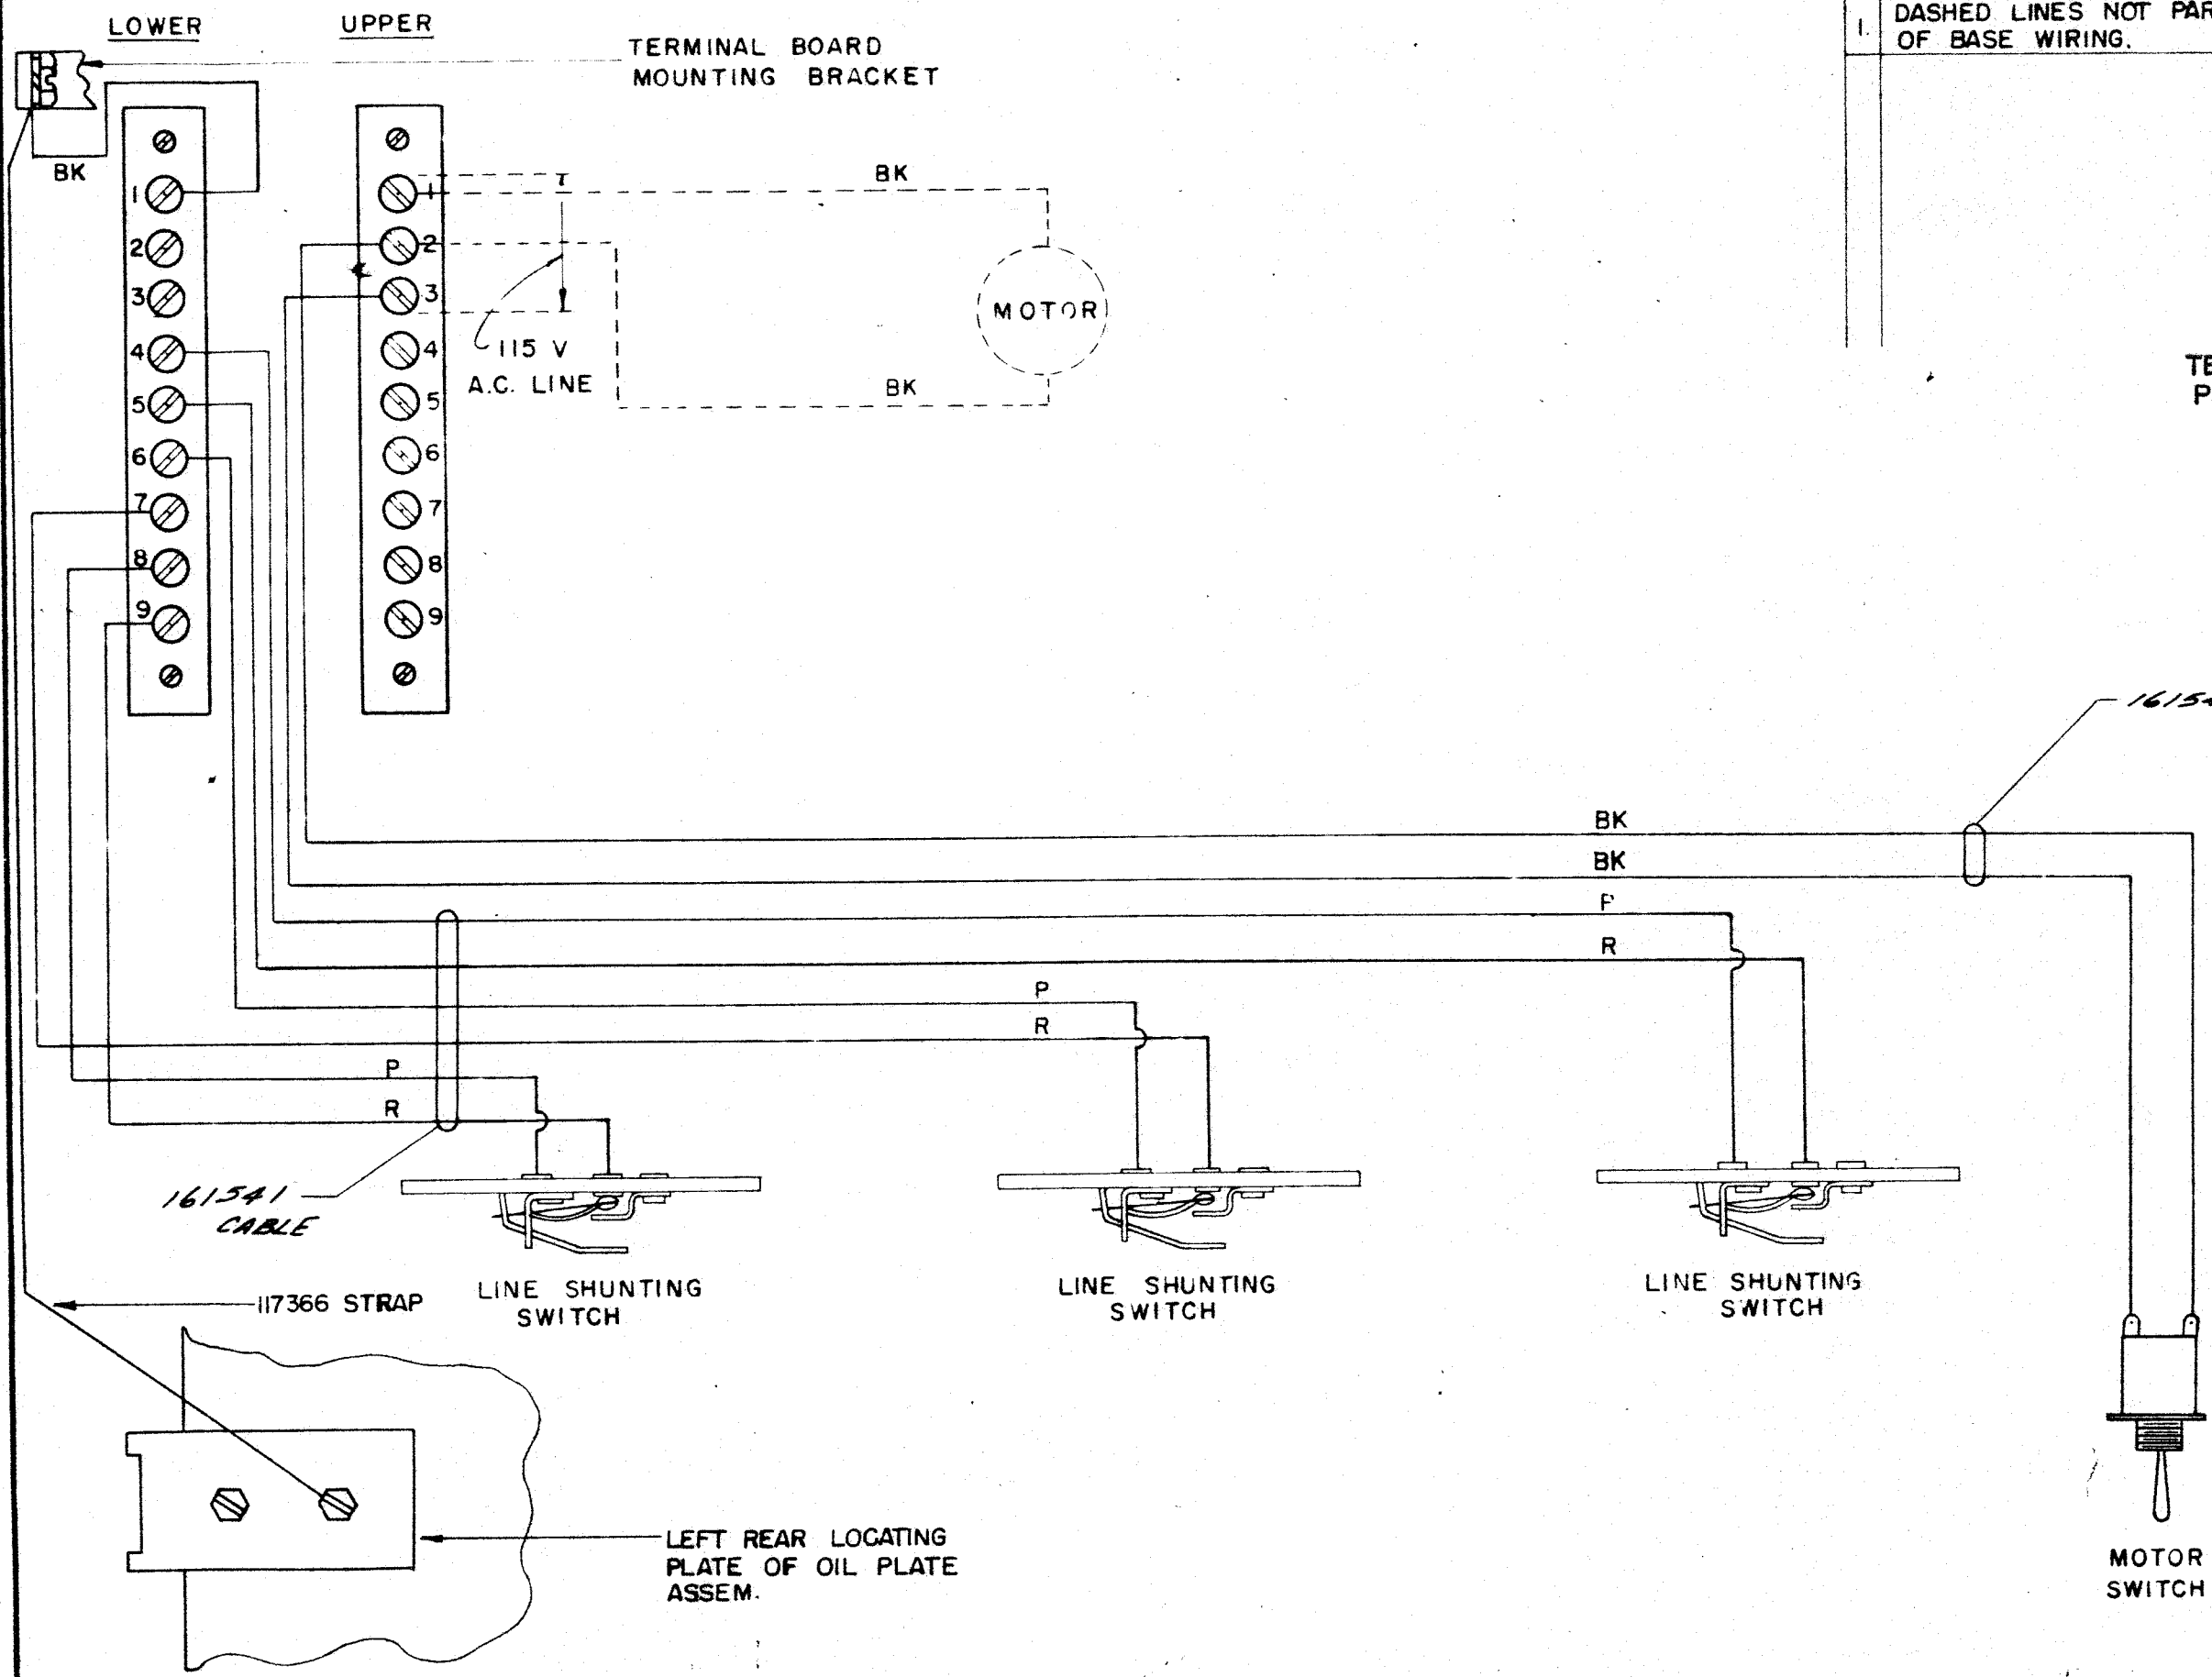 LOWER
UPPER
TERMINAL BOARD
MOUNTING BRACKET
1. DASHED LINES NOT PAR
OF BASE WIRING.
BK
1
2
3
4
5
6
7
8
9
1
2
3
4
5
6
7
8
9
BK
MOTOR
115 V
A.C. LINE
BK
TE
P
16154
BK
BK
P
R
P
R
P
R
161541
CABLE
117366 STRAP
LINE SHUNTING
SWITCH
LINE SHUNTING
SWITCH
LINE SHUNTING
SWITCH
LEFT REAR LOCATING
PLATE OF OIL PLATE
ASSEM.
MOTOR
SWITCH